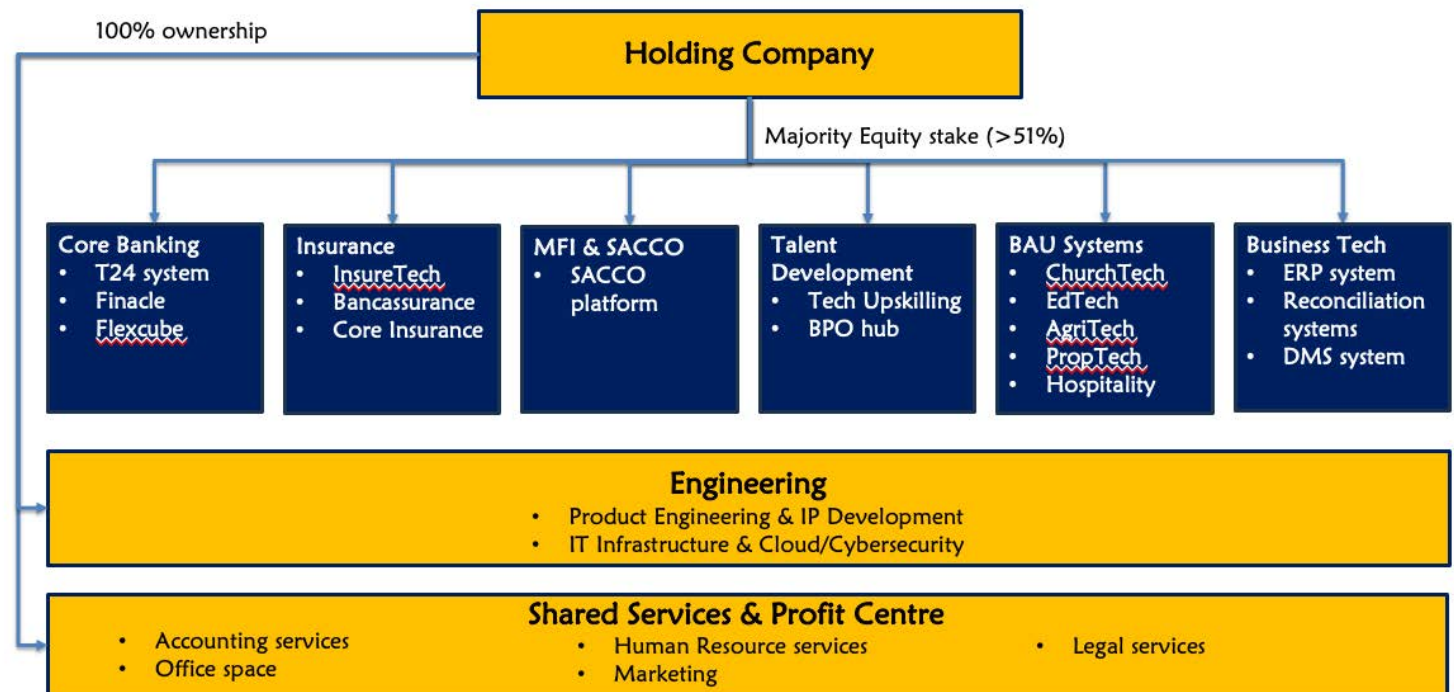 100% ownership
Holding Company
Majority Equity stake (>51%)
Core Banking
• T24 system
• Finacle
• Flexcube
Insurance
• InsureTech
• Bancassurance
• Core Insurance
MFI & SACCO
• SACCO
platform
Talent
Development
• Tech Upskilling
• BPO hub
BAU Systems
• ChurchTech
• EdTech
• AgriTech
• PropTech
• Hospitality
Business Tech
• ERP system
• Reconciliation
systems
• DMS system
Engineering
• Product Engineering & IP Development
• IT Infrastructure & Cloud/Cybersecurity
Shared Services & Profit Centre
• Accounting services
• Office space
• Human Resource services
• Marketing
• Legal services